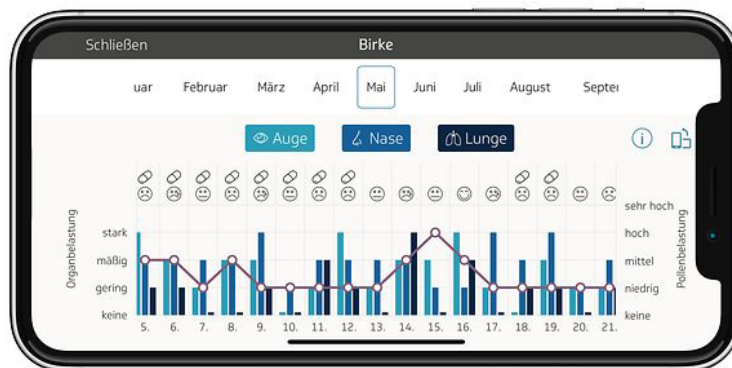 Schließen Birke
uar Februar März April Mai Juni Juli August Septe
Auge Nase Lunge
Organbelastung
stark
mäßig
gering
keine
sehr hoch
hoch
mittel
niedrig
keine
Pollenbelastung
5. 6. 7. 8. 9. 10. 11. 12. 13. 14. 15. 16. 17. 18. 19. 20. 21.